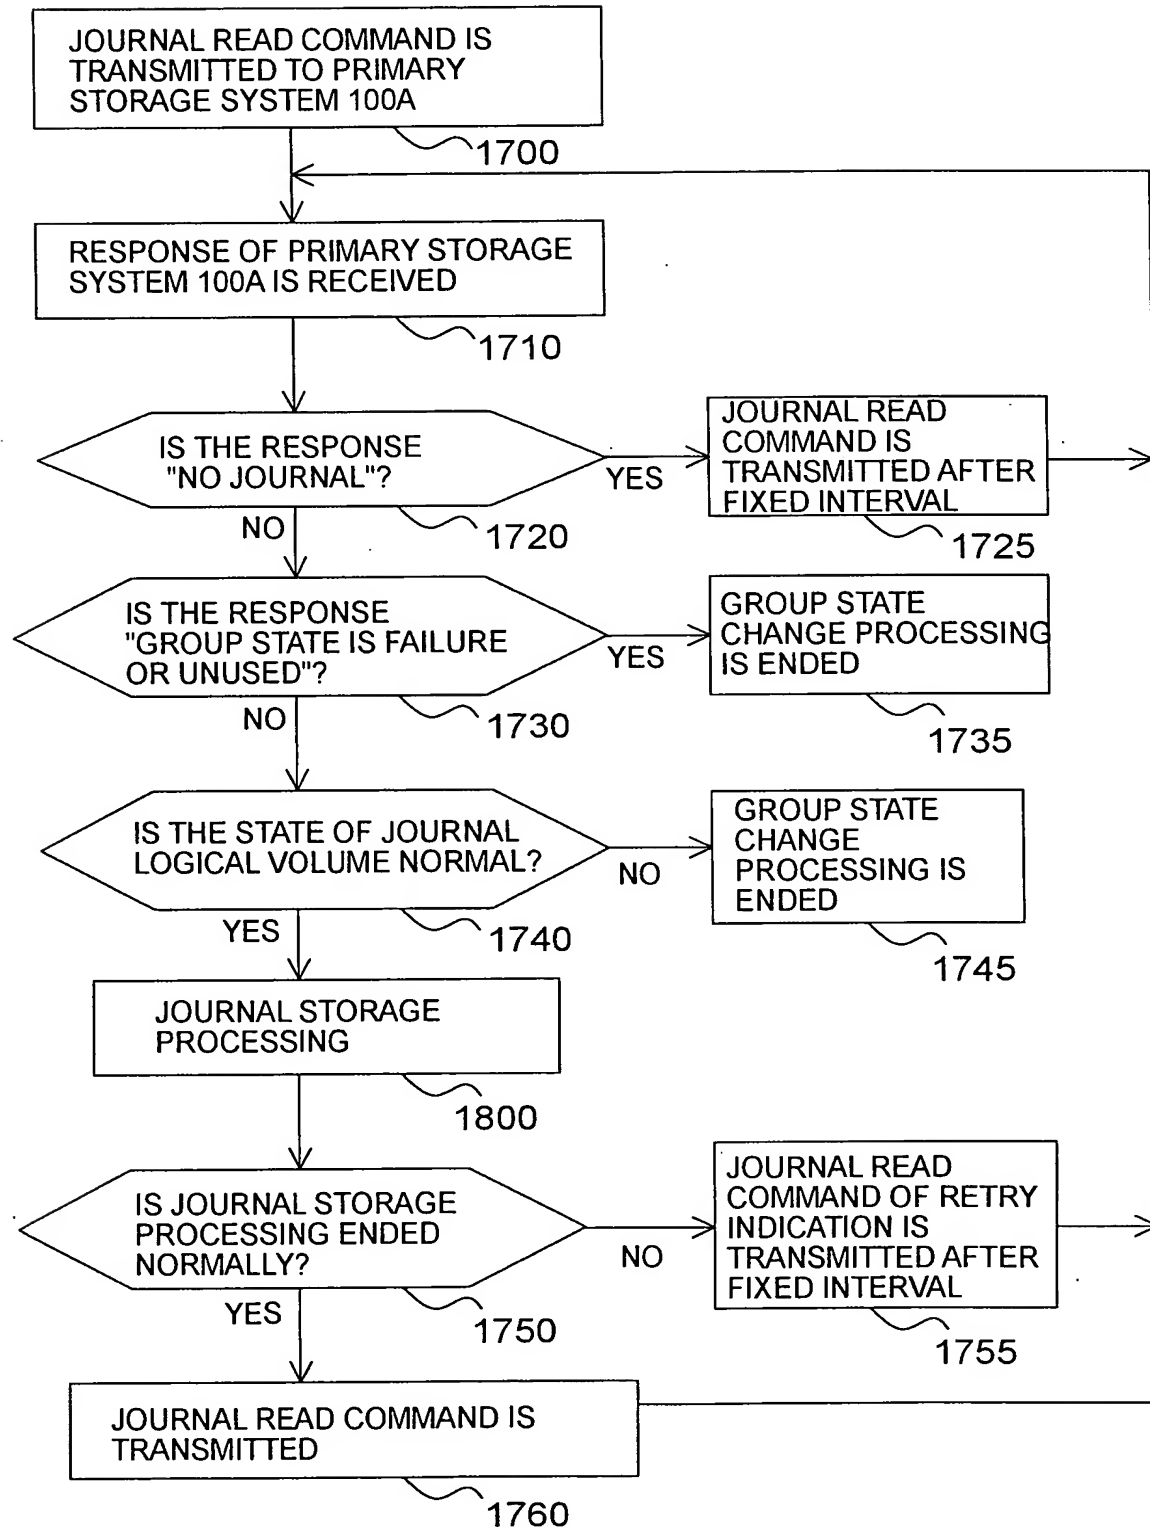 JOURNAL READ COMMAND IS
TRANSMITTED TO PRIMARY
STORAGE SYSTEM 100A
1700
RESPONSE OF PRIMARY STORAGE
SYSTEM 100A IS RECEIVED
1710
IS THE RESPONSE
"NO JOURNAL"?
YES
NO
1720
JOURNAL READ
COMMAND IS
TRANSMITTED AFTER
FIXED INTERVAL
1725
IS THE RESPONSE
"GROUP STATE IS FAILURE
OR UNUSED"?
YES
NO
1730
GROUP STATE
CHANGE PROCESSING
IS ENDED
1735
IS THE STATE OF JOURNAL
LOGICAL VOLUME NORMAL?
NO
YES
1740
GROUP STATE
CHANGE
PROCESSING IS
ENDED
1745
JOURNAL STORAGE
PROCESSING
1800
IS JOURNAL STORAGE
PROCESSING ENDED
NORMALLY?
NO
YES
1750
JOURNAL READ
COMMAND OF RETRY
INDICATION IS
TRANSMITTED AFTER
FIXED INTERVAL
1755
JOURNAL READ COMMAND IS
TRANSMITTED
1760